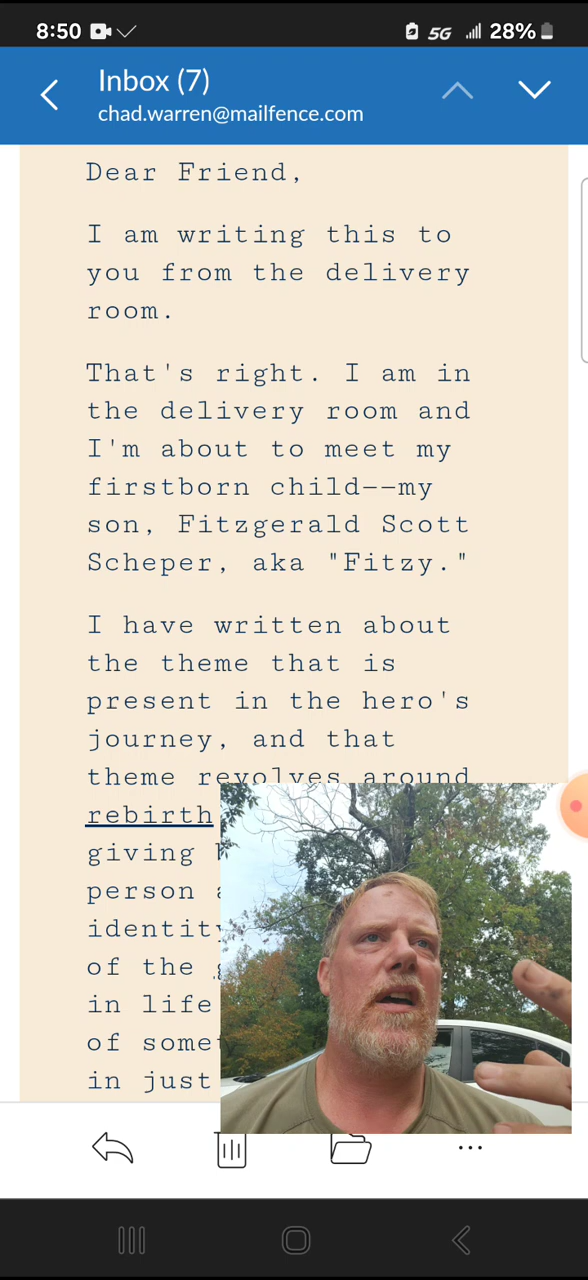 8:50 5G 28%
Inbox (7)
chad.warren@mailfence.com
Dear Friend,
I am writing this to
you from the delivery
room.
That's right. I am in
the delivery room and
I'm about to meet my
firstborn child--my
son, Fitzgerald Scott
Scheper, aka "Fitzy."
I have written about
the theme that is
present in the hero's
journey, and that
theme revolves around
rebirth
giving
person
identity
of the
in life
of
in just